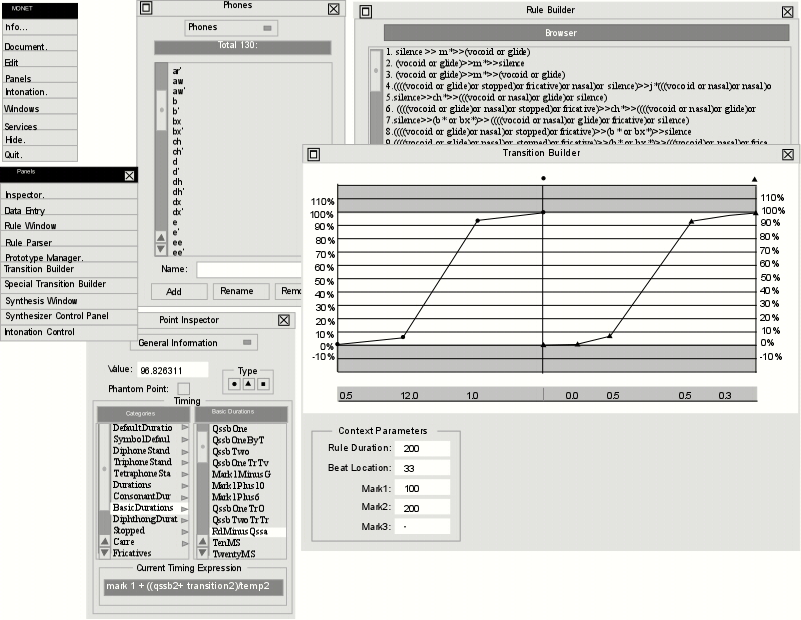 MONET
Info...
Document.
Edit
Panels
Intonation.
Windows
Services
Hide.
Quit.
Panels
Inspector.
Data Entry
Rule Window
Rule Parser
Prototype Manager.
Transition Builder
Special Transition Builder
Synthesis Window
Synthesizer Control Panel
Intonation Control
Phones
Phones
Total 130:
ar'
aw
aw'
b
b'
bx
bx'
ch
ch'
d
d'
dh
dh'
dx
dx'
e
e'
ee
ee'
Name:
Add Rename Remo
Rule Builder
Browser
1. silence >> m*>>(vocoid or glide)
2. (vocoid or glide)>>m*>>silence
3. (vocoid or glide)>>m*>>(vocoid or glide)
4.((((vocoid or glide)or stopped)or fricative)or nasal)or silence)>>j*(((vocoid or nasal)or nasal)o
5.silence>>ch*>>(((vocoid or nasal)or glide)or silence)
6. ((((vocoid or glide)or nasal)or stopped)or fricative)>>ch*>>((((vocoid or nasal)or glide)or
7.silence>>(b * or bx*)>> ((((vocoid or nasal)or glide)or fricative)or silence)
8.((((vocoid or glide)or nasal)or stopped)or fricative)>>(b * or bx*)>>silence
Transition Builder
110% 110%
100% 100%
90% 90%
80% 80%
70% 70%
60% 60%
50% 50%
40% 40%
30% 30%
20% 20%
10% 10%
0% 0%
-10% -10%
0.5 12.0 1.0 0.0 0.5 0.5 0.3
Context Parameters
Rule Duration: 200
Beat Location: 33
Mark1: 100
Mark2: 200
Mark3: -
Point Inspector
General Information
Value: 96.826311
Type
Phantom Point:
Timing
Categories
DefaultDuratio
SymbolDefaul
DiphoneStand
TriphoneStand
TetraphoneSta
Durations
ConsonantDur
BasicDurations
DiphthongDurat
Stopped
Carre
Fricatives
Basic Durations
QssbOne
QssbOneByT
QssbTwo
QssbOneTrTv
Mark1MinusG
Mark1Plus10
Mark1Plus6
QssbOneTrO
QssbTwoTrTr
RdMinusQssa
TenMS
TwentyMS
Current Timing Expression
mark 1 + ((qssb2+ transition2)/temp2